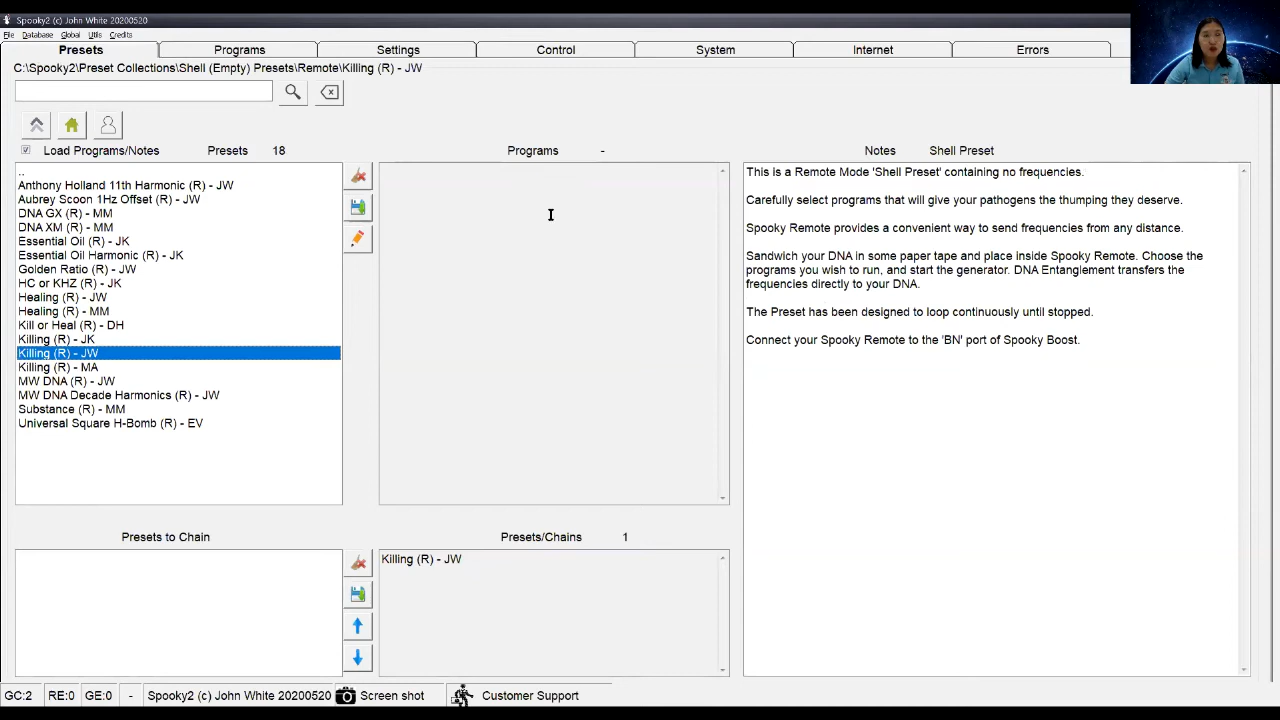 Spooky2 (c) John White 20200520
File Database Global Utils Credits
Presets Programs Settings Control System Internet Errors
C:\Spooky2\Preset Collections\Shell (Empty) Presets\Remote\Killing (R) - JW
Load Programs/Notes Presets 18 Programs - Notes Shell Preset
..
Anthony Holland 11th Harmonic (R) - JW
Aubrey Scoon 1Hz Offset (R) - JW
DNA GX (R) - MM
DNA XM (R) - MM
Essential Oil (R) - JK
Essential Oil Harmonic (R) - JK
Golden Ratio (R) - JW
HC or KHZ (R) - JK
Healing (R) - JW
Healing (R) - MM
Kill or Heal (R) - DH
Killing (R) - JK
Killing (R) - JW
Killing (R) - MA
MW DNA (R) - JW
MW DNA Decade Harmonics (R) - JW
Substance (R) - MM
Universal Square H-Bomb (R) - EV
This is a Remote Mode 'Shell Preset' containing no frequencies.
Carefully select programs that will give your pathogens the thumping they deserve.
Spooky Remote provides a convenient way to send frequencies from any distance.
Sandwich your DNA in some paper tape and place inside Spooky Remote. Choose the
programs you wish to run, and start the generator. DNA Entanglement transfers the
frequencies directly to your DNA.
The Preset has been designed to loop continuously until stopped.
Connect your Spooky Remote to the 'BN' port of Spooky Boost.
Presets to Chain Presets/Chains 1
Killing (R) - JW
GC:2 RE:0 GE:0 - Spooky2 (c) John White 20200520 Screen shot Customer Support